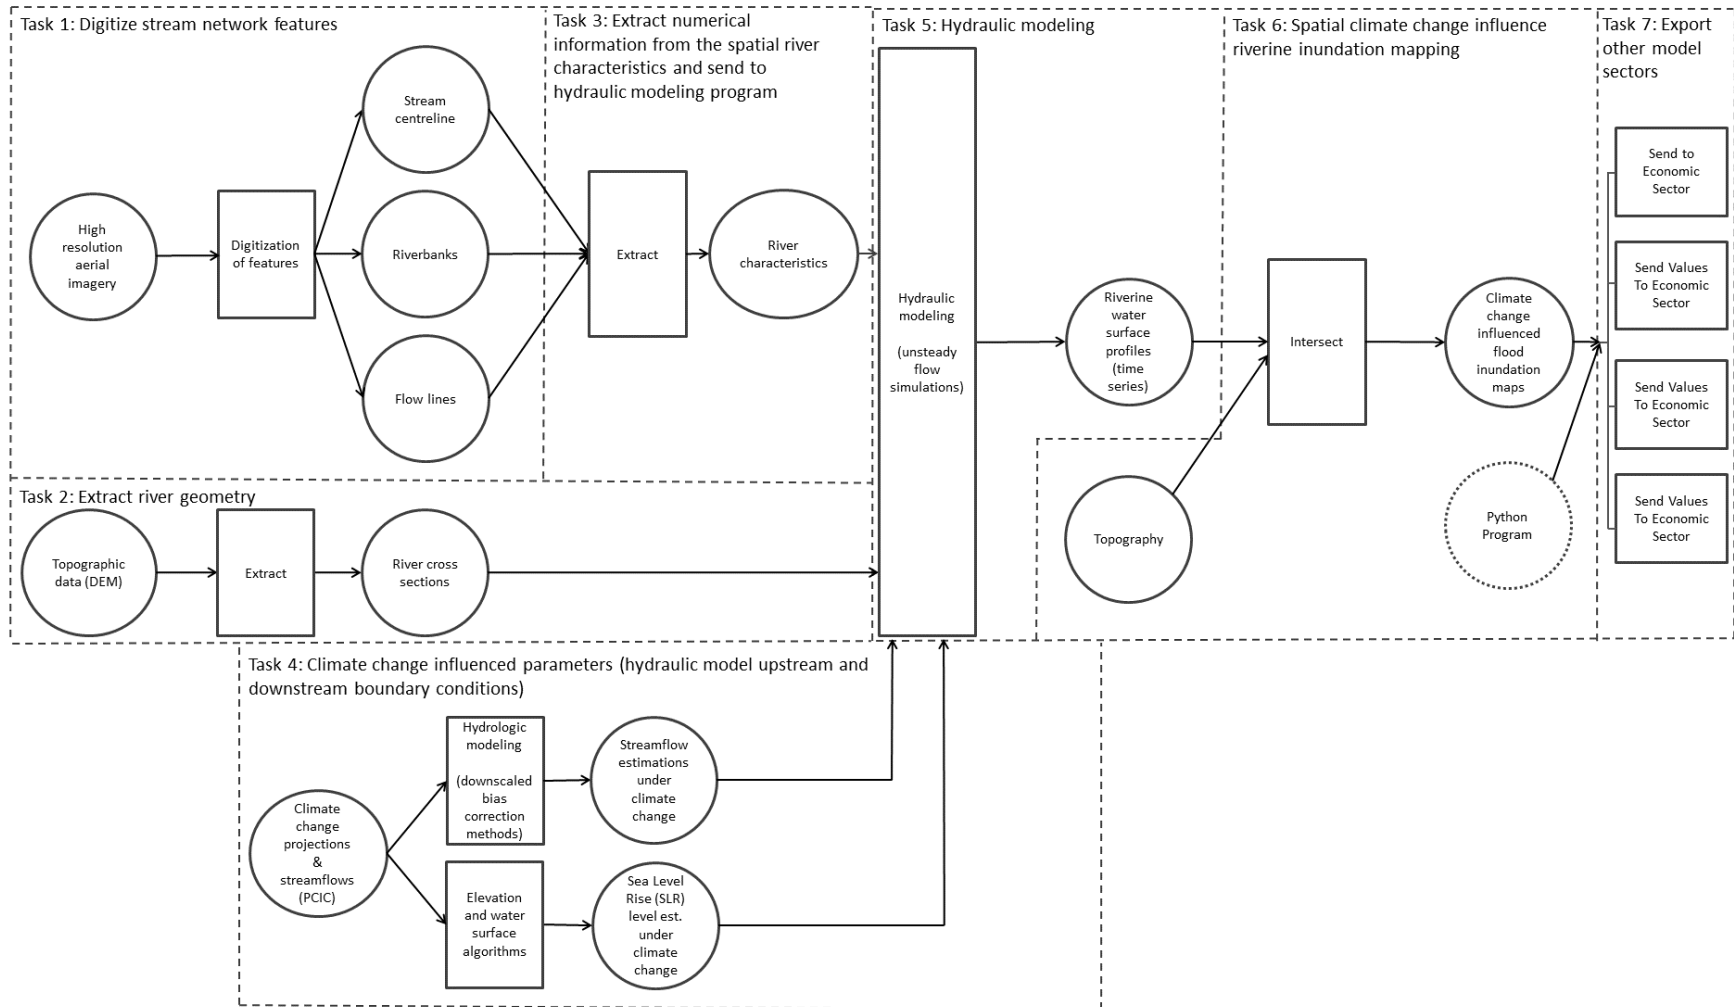 Task 1: Digitize stream network features
High
resolution
aerial
imagery
Digitization
of features
Stream
centreline
Riverbanks
Flow lines
Task 3: Extract numerical
information from the spatial river
characteristics and send to
hydraulic modeling program
Extract
River
characteristics
Task 2: Extract river geometry
Topographic
data (DEM)
Extract
River cross
sections
Task 5: Hydraulic modeling
Hydraulic
modeling
(unsteady
flow
simulations)
Riverine
water
surface
profiles
(time
series)
Task 6: Spatial climate change influence
riverine inundation mapping
Topography
Intersect
Climate
change
influenced
flood
inundation
maps
Python
Program
Task 7: Export
other model
sectors
Send to
Economic
Sector
Send Values
To Economic
Sector
Send Values
To Economic
Sector
Send Values
To Economic
Sector
Task 4: Climate change influenced parameters (hydraulic model upstream and
downstream boundary conditions)
Climate
change
projections
&
streamflows
(PCIC)
Hydrologic
modeling
(downscaled
bias
correction
methods)
Streamflow
estimations
under
climate
change
Elevation
and water
surface
algorithms
Sea Level
Rise (SLR)
level est.
under
climate
change